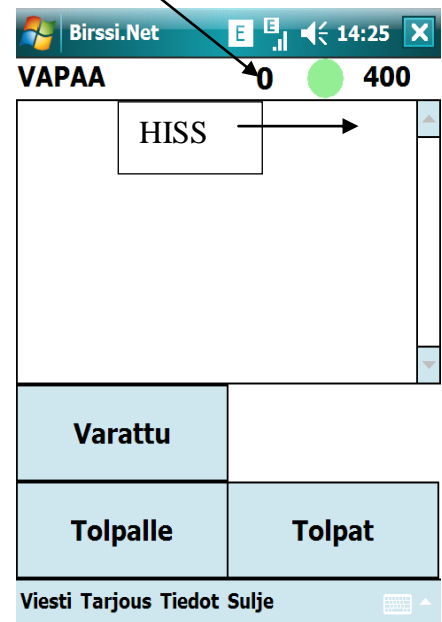 Birssi.Net E E 14:25
VAPAA 0 400
HISS
Varattu
Tolpalle Tolpat
Viesti Tarjous Tiedot Sulje